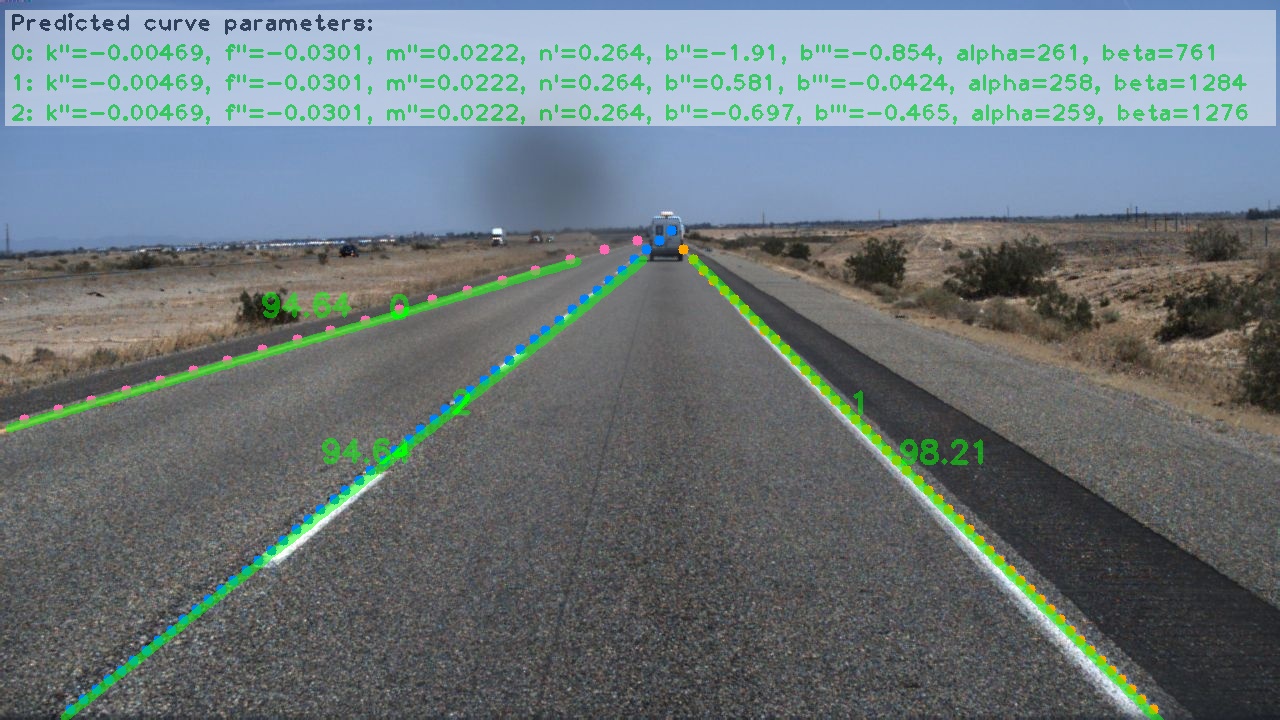 Predicted curve parameters:
0: k''=-0.00469, f''=-0.0301, m''=0.0222, n'=0.264, b''=-1.91, b'''=-0.854, alpha=261, beta=761
1: k''=-0.00469, f''=-0.0301, m''=0.0222, n'=0.264, b''=0.581, b'''=-0.0424, alpha=258, beta=1284
2: k''=-0.00469, f''=-0.0301, m''=0.0222, n'=0.264, b''=-0.697, b'''=-0.465, alpha=259, beta=1276
94.64 0
2 1
94.64 98.21